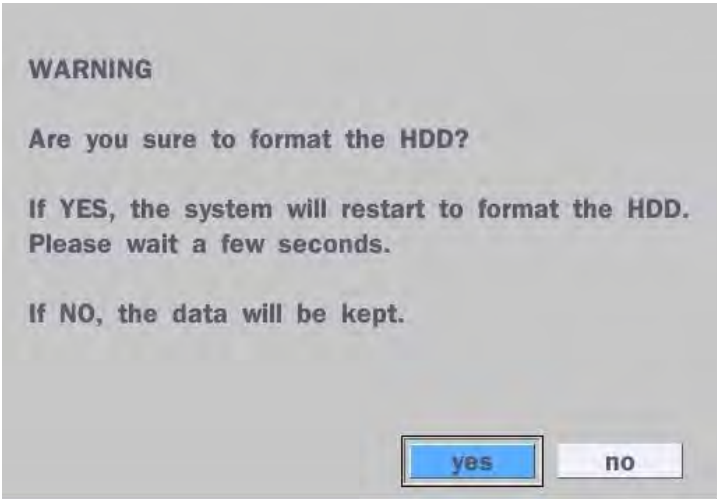 WARNING
Are you sure to format the HDD?
If YES, the system will restart to format the HDD.
Please wait a few seconds.
If NO, the data will be kept.
yes
no